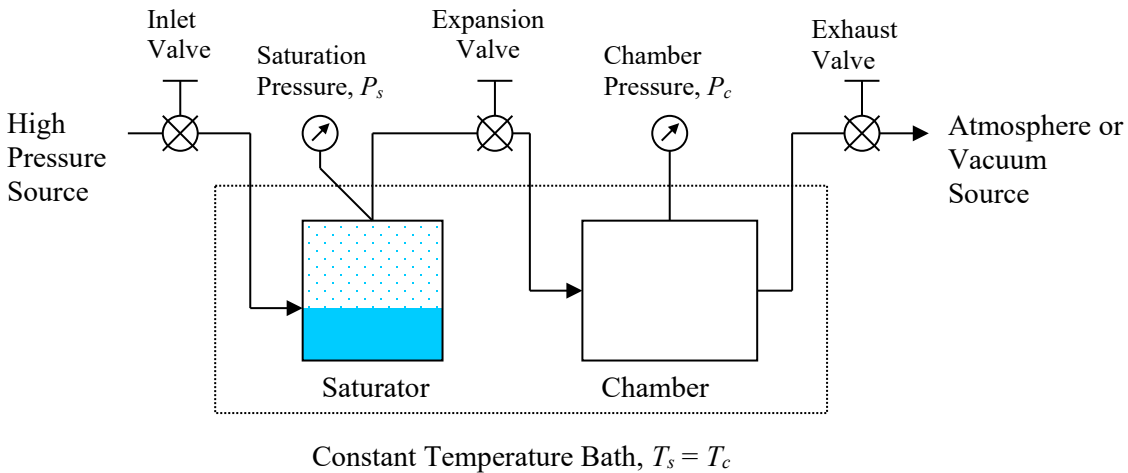 Inlet
Valve
Expansion
Valve
Exhaust
Valve
Saturation
Pressure, Ps
Chamber
Pressure, Pc
High
Pressure
Source
Atmosphere or
Vacuum
Source
Saturator
Chamber
Constant Temperature Bath, Ts = Tc